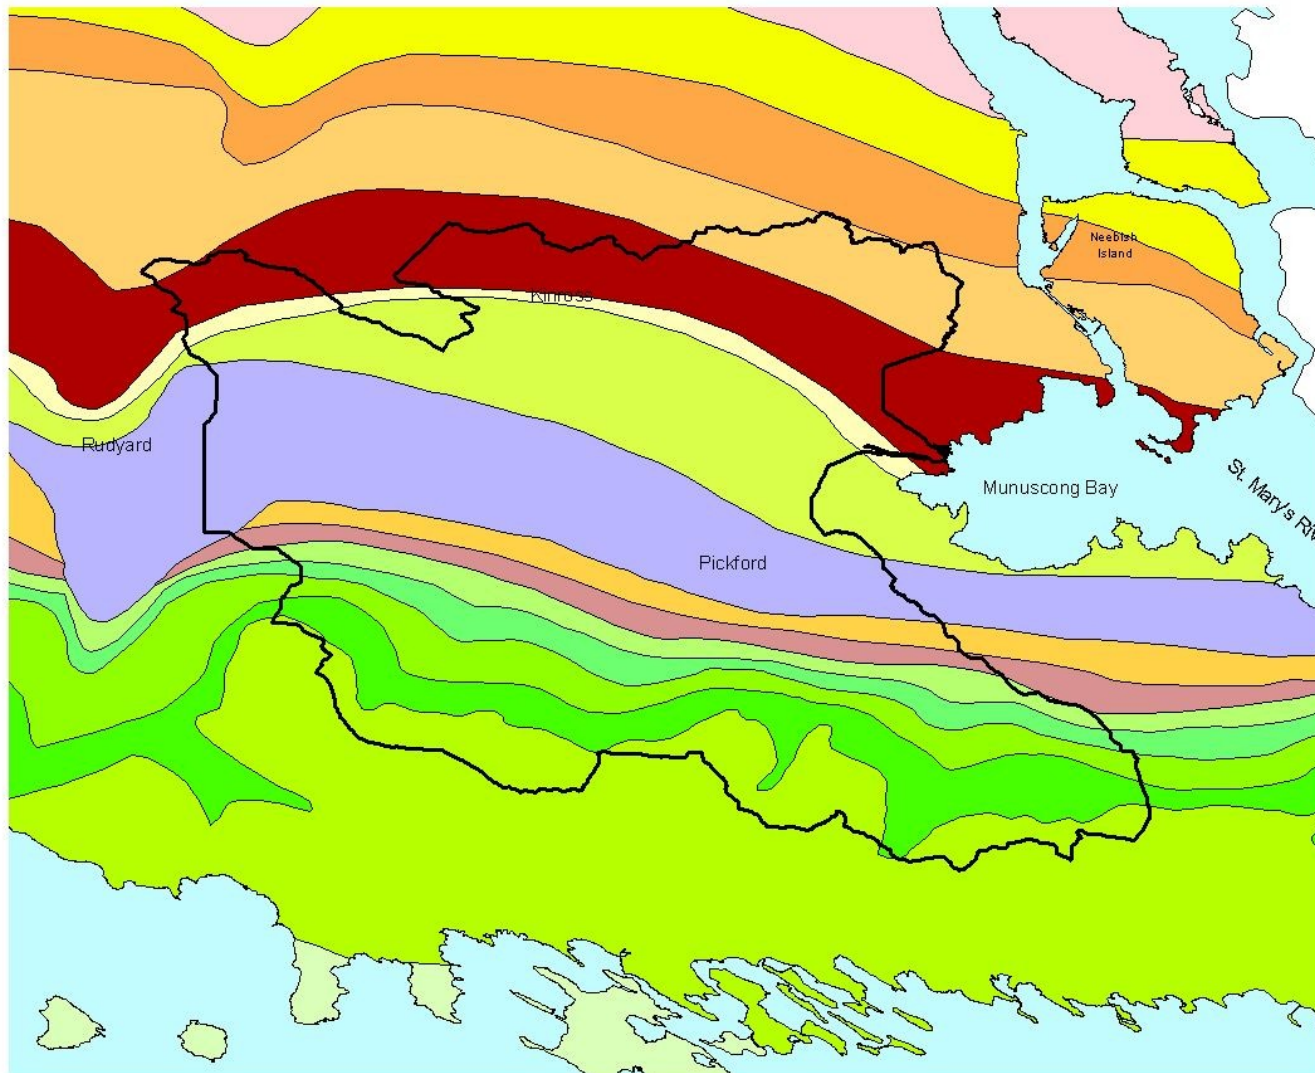 Neebish
Island
Kinross
Rudyard
Munuscong Bay
St. Mary's Riv
Pickford